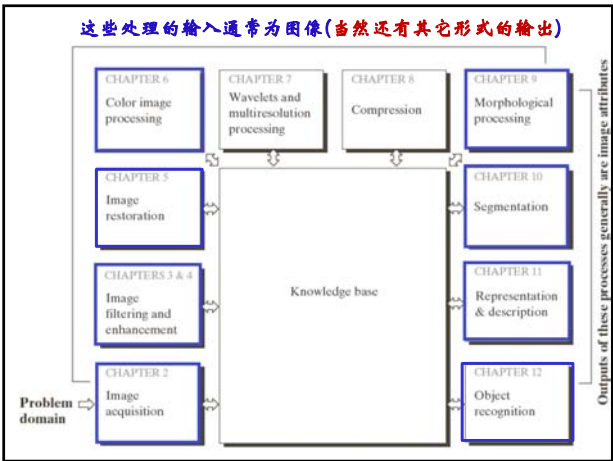 这些处理的输入通常为图像(当然还有其它形式的输出)
CHAPTER 6
Color image
processing
CHAPTER 7
Wavelets and
multiresolution
processing
CHAPTER 8
Compression
CHAPTER 9
Morphological
processing
CHAPTER 5
Image
restoration
CHAPTER 10
Segmentation
CHAPTERS 3 & 4
Image
filtering and
enhancement
Knowledge base
CHAPTER 11
Representation
& description
Problem
domain
CHAPTER 2
Image
acquisition
CHAPTER 12
Object
recognition
Outputs of these processes generally are image attributes